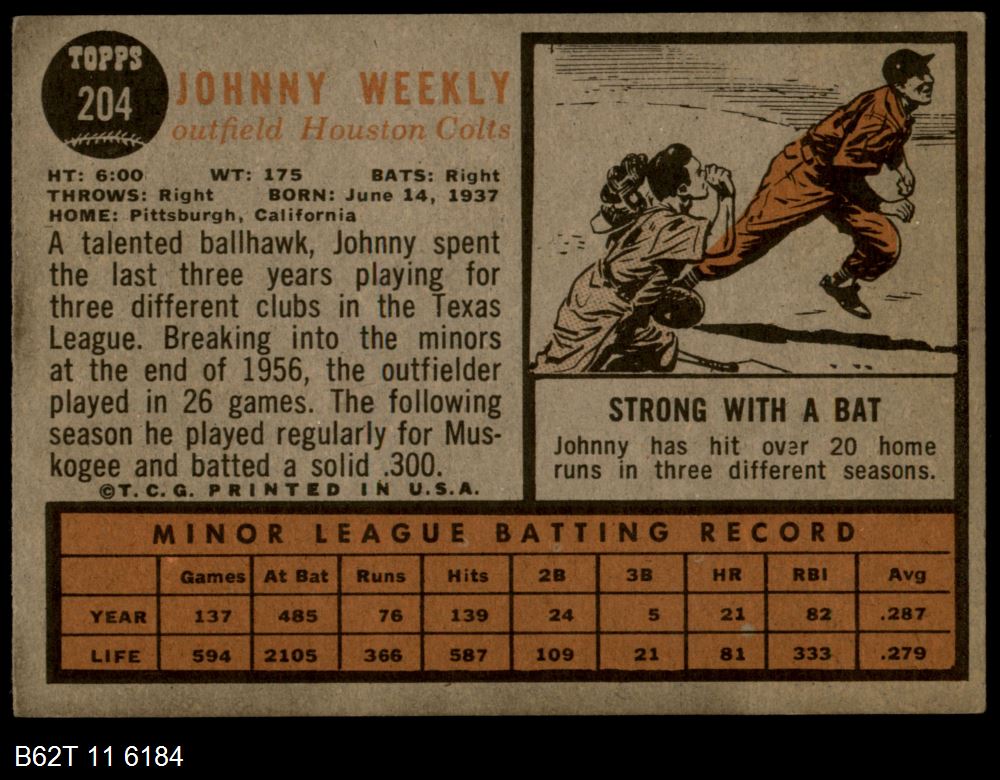 TOPPS
204
JOHNNY WEEKLY
outfield Houston Colts
HT: 6:00 WT: 175 BATS: Right
THROWS: Right BORN: June 14, 1937
HOME: Pittsburgh, California
A talented ballhawk, Johnny spent
the last three years playing for
three different clubs in the Texas
League. Breaking into the minors
at the end of 1956, the outfielder
played in 26 games. The following
season he played regularly for Mus-
kogee and batted a solid .300.
©T.C.G. PRINTED IN U.S.A.
STRONG WITH A BAT
Johnny has hit over 20 home
runs in three different seasons.
MINOR LEAGUE BATTING RECORD
Games At Bat Runs Hits 2B 3B HR RBI Avg
YEAR 137 485 76 139 24 5 21 82 .287
LIFE 594 2105 366 587 109 21 81 333 .279
B62T 11 6184